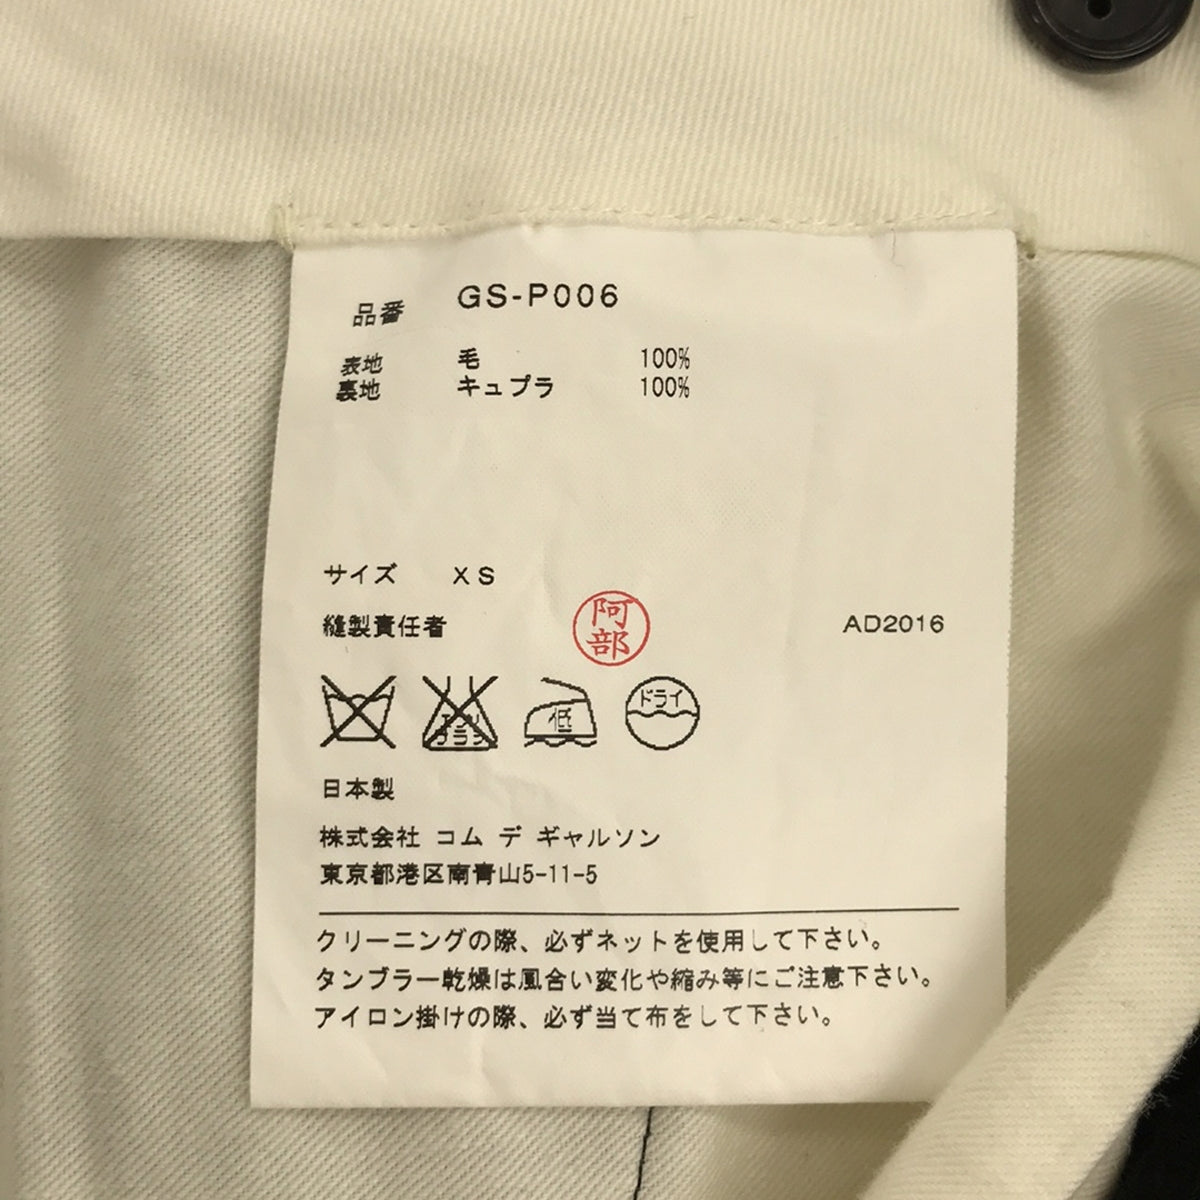 品番 GS-P006
表地 毛 100%
裏地 キュプラ 100%
サイズ XS
縫製責任者 阿部 AD2016
エンソ
サラシ
低
ドライ
日本製
株式会社 コム デ ギャルソン
東京都港区南青山5-11-5
クリーニングの際、必ずネットを使用して下さい。
タンブラー乾燥は風合い変化や縮み等にご注意下さい。
アイロン掛けの際、必ず当て布をして下さい。